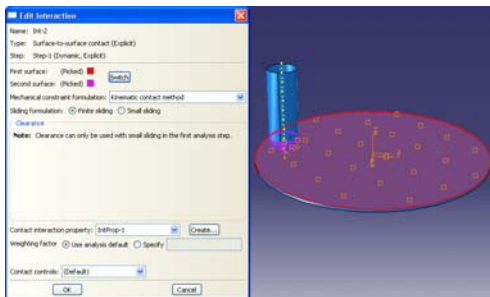 Edit Interaction
Name: Int-2
Type: Surface-to-surface contact (Explicit)
Step: Step-1 (Dynamic, Explicit)
First surface: (Picked)
Second surface: (Picked)
Switch
Mechanical constraint formulation: Kinematic contact method
Sliding formulation: Finite sliding Small sliding
Clearance
Note: Clearance can only be used with small sliding in the first analysis step.
Contact interaction property: IntProp-1 Create...
Weighting factor Use analysis default Specify
Contact controls: (Default)
OK Cancel